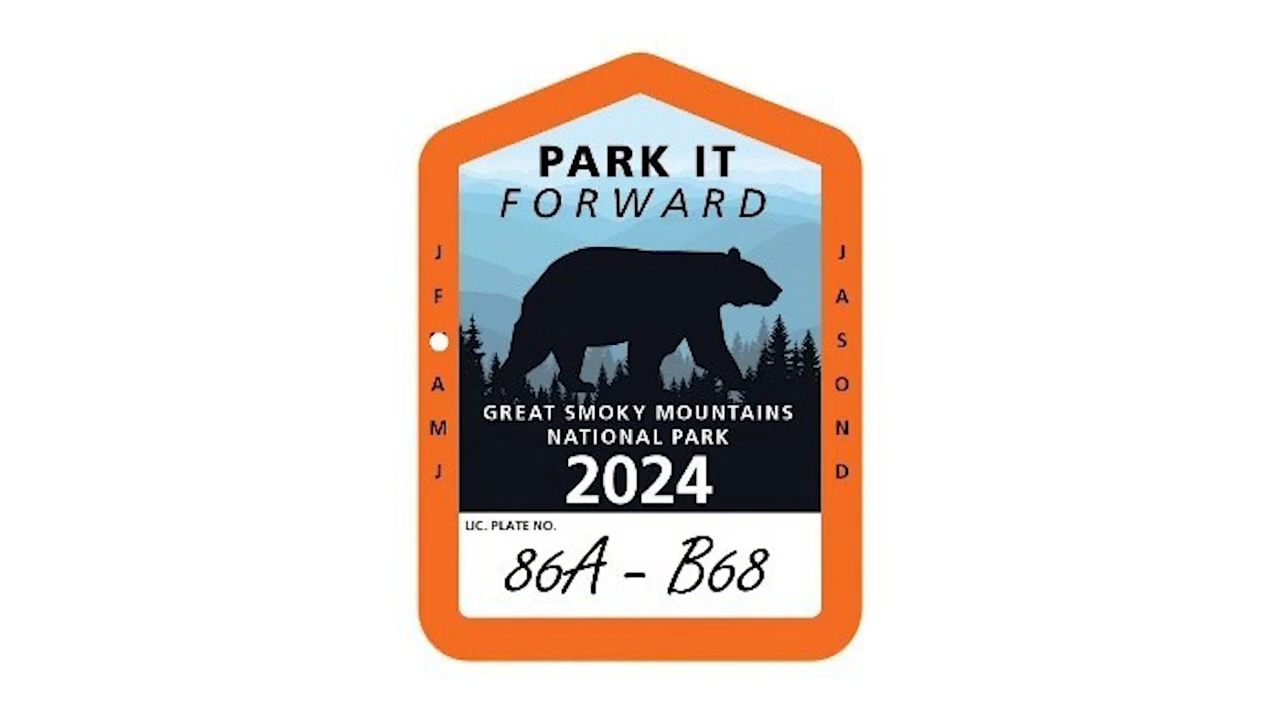 PARK IT
FORWARD
J
F
A
M
J
J
A
S
O
N
D
GREAT SMOKY MOUNTAINS
NATIONAL PARK
2024
LIC. PLATE NO.
86A - B68